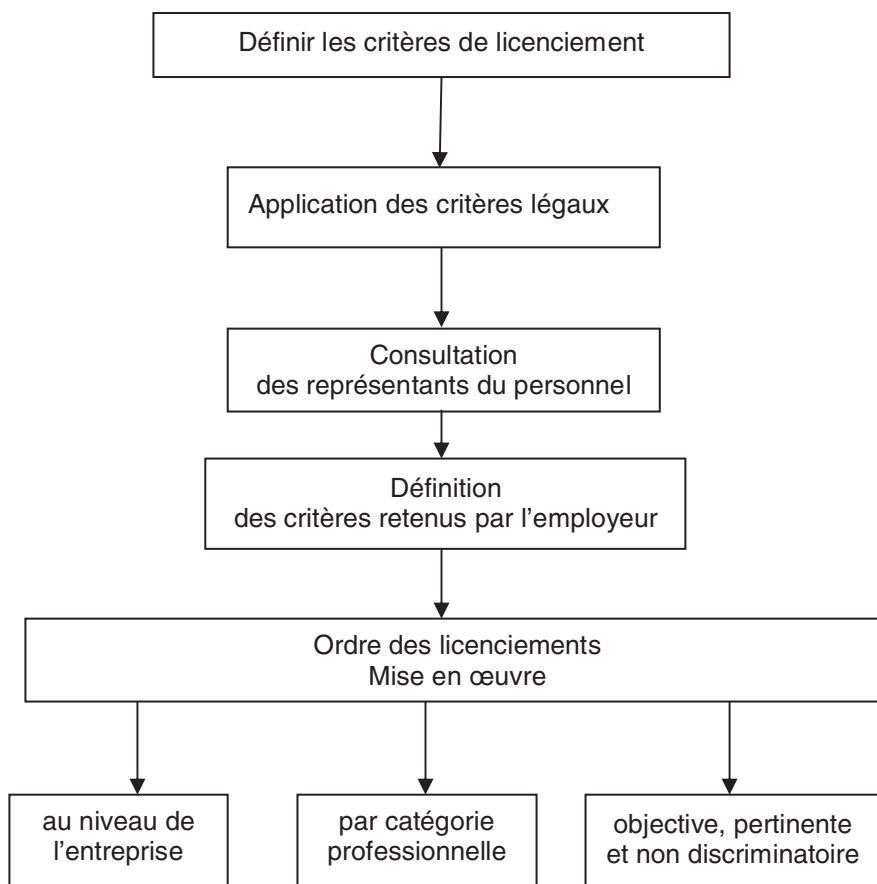 Définir les critères de licenciement
Application des critères légaux
Consultation
des représentants du personnel
Définition
des critères retenus par l’employeur
Ordre des licenciements
Mise en œuvre
au niveau de
l’entreprise
par catégorie
professionnelle
objective, pertinente
et non discriminatoire